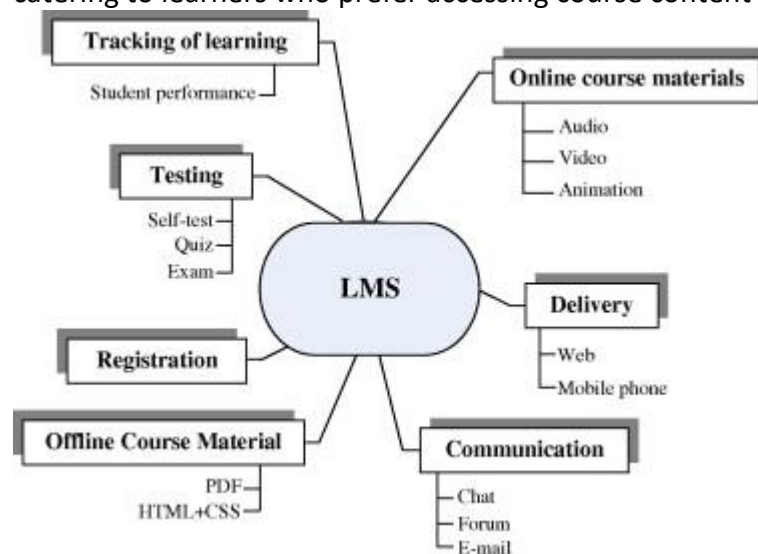 catering to learners who prefer accessing course content
Tracking of learning
Student performance
Online course materials
Audio
Video
Animation
Testing
Self-test
Quiz
Exam
LMS
Delivery
Web
Mobile phone
Registration
Offline Course Material
PDF
HTML+CSS
Communication
Chat
Forum
E-mail